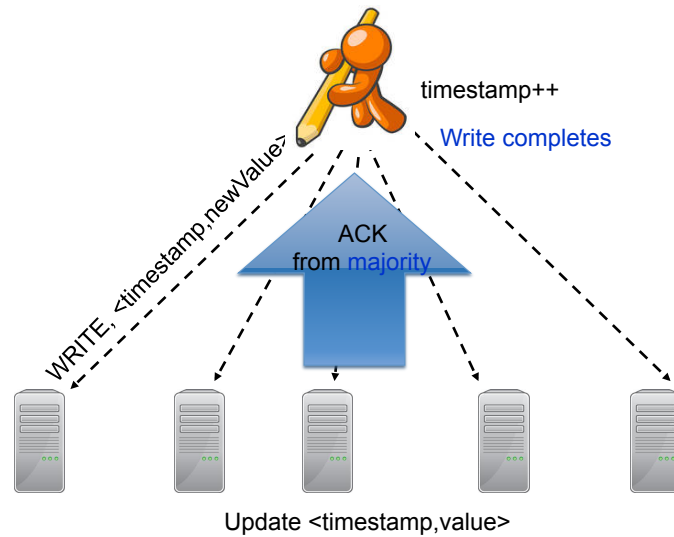 timestamp++
Write completes
WRITE, <timestamp,newValue>
ACK
from majority
Update <timestamp,value>